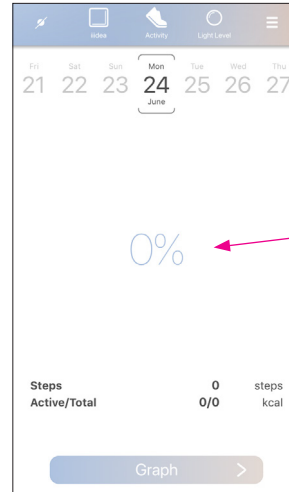 iiidea Activity Light Level
Fri Sat Sun Mon Tue Wed Thu
21 22 23 24 25 26 27
June
0%
Steps 0 steps
Active/Total 0/0 kcal
Graph